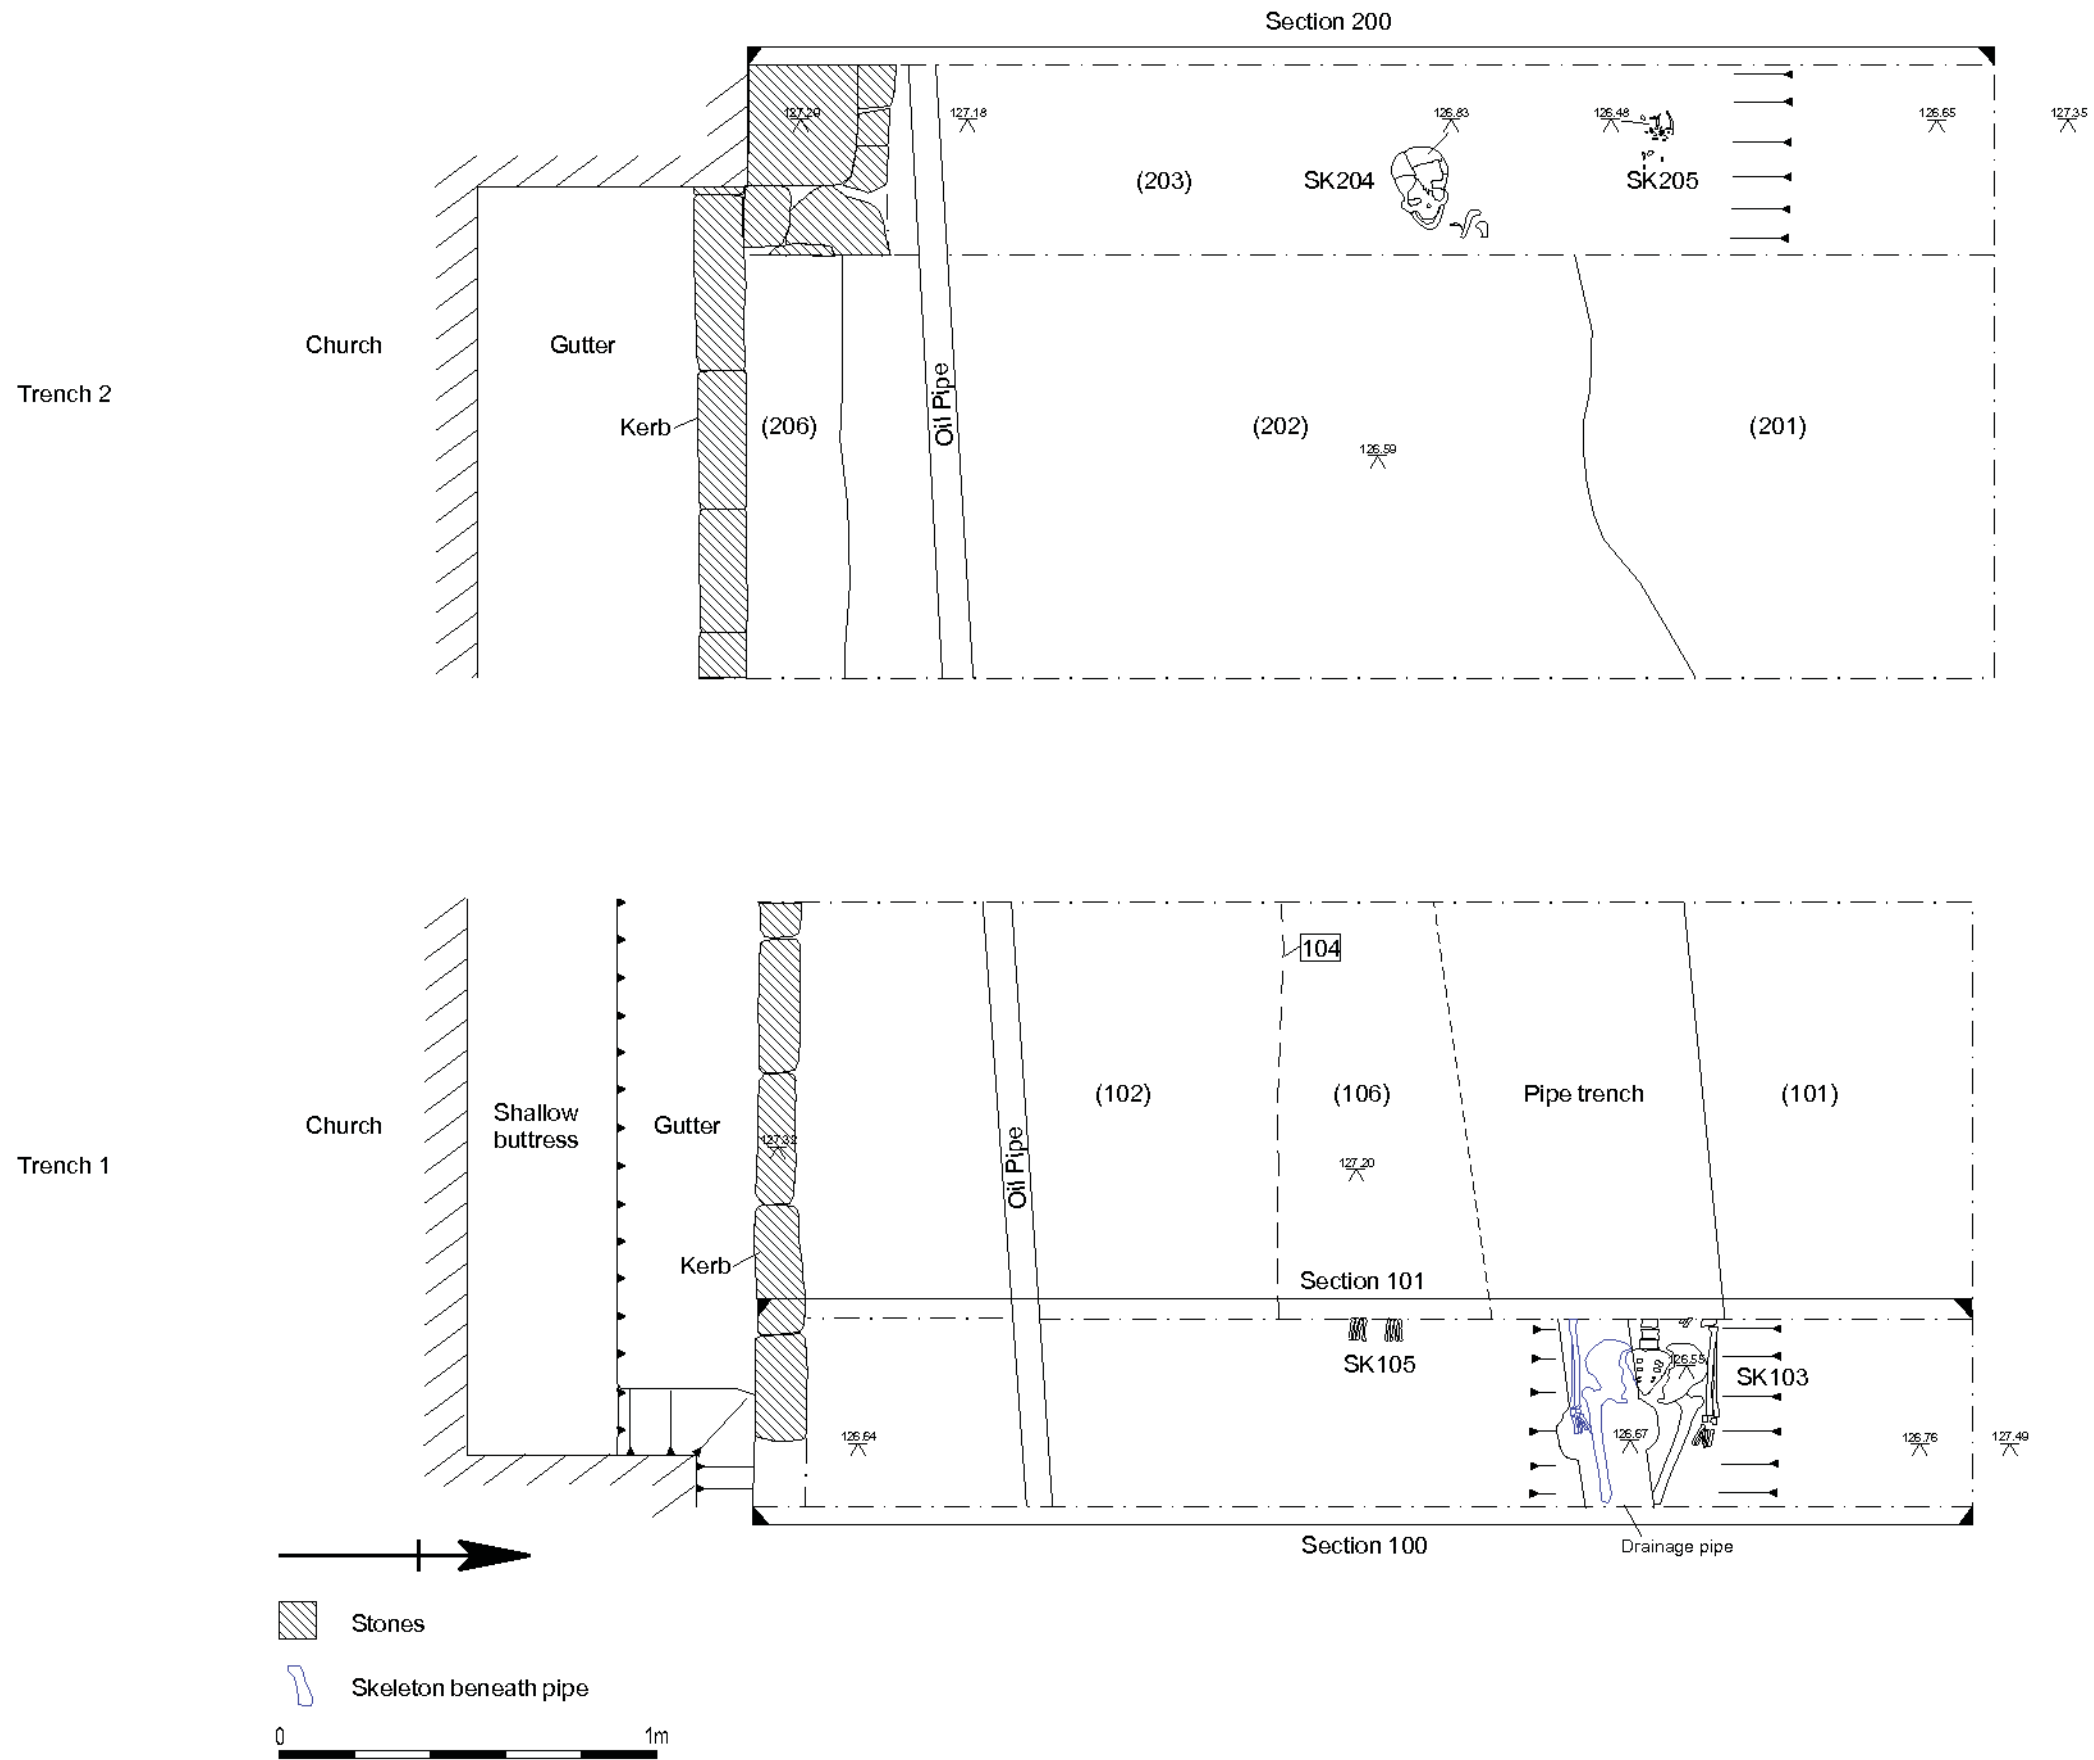 Section 200
127.29
127.18
126.83
126.48
126.65
127.35
(203)
SK204
SK205
Church
Gutter
Trench 2
Oil Pipe
Kerb
(206)
(202)
(201)
126.59
104
(102)
(106)
Pipe trench
(101)
Shallow
buttress
Church
Gutter
127.32
Trench 1
127.20
Oil Pipe
Kerb
Section 101
SK105
126.55
SK103
126.64
126.67
126.76
127.49
Section 100
Drainage pipe
Stones
Skeleton beneath pipe
0
1m